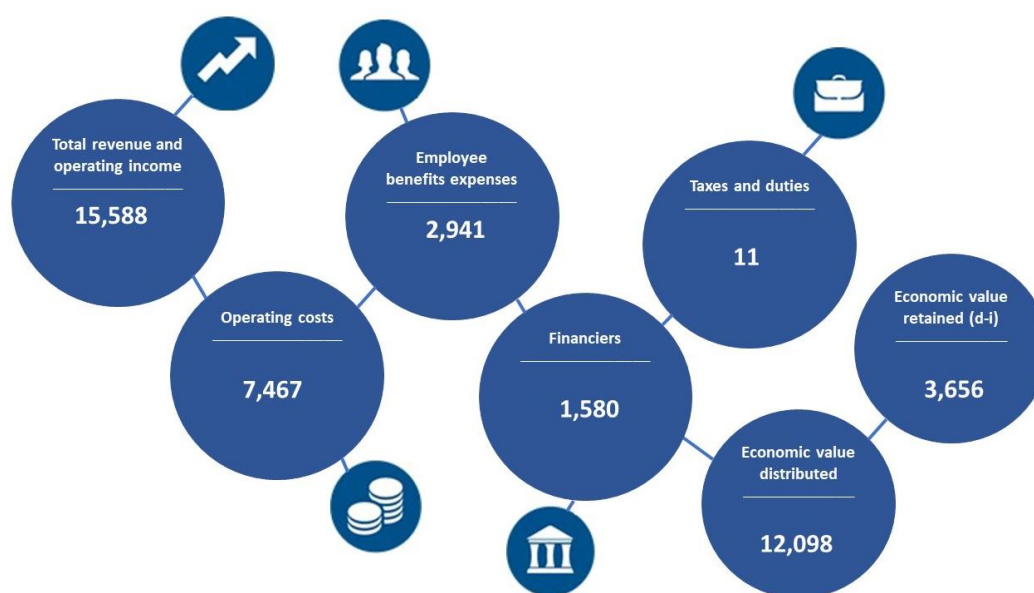 Total revenue and
operating income
15,588
Operating costs
7,467
Employee
benefits expenses
2,941
Financiers
1,580
Taxes and duties
11
Economic value
distributed
12,098
Economic value
retained (d-i)
3,656